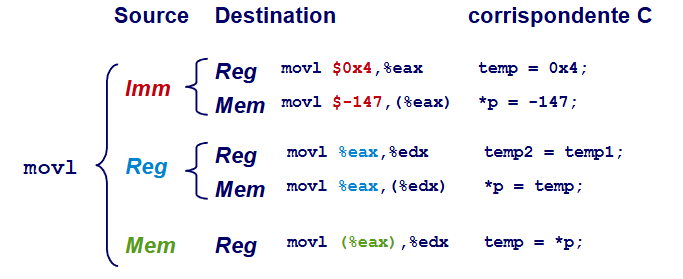 Source Destination corrispondente C
Reg movl $0x4,%eax temp = 0x4;
Imm
Mem movl $-147,(%eax) *p = -147;
Reg movl %eax,%edx temp2 = temp1;
movl Reg
Mem movl %eax,(%edx) *p = temp;
Mem Reg movl (%eax),%edx temp = *p;